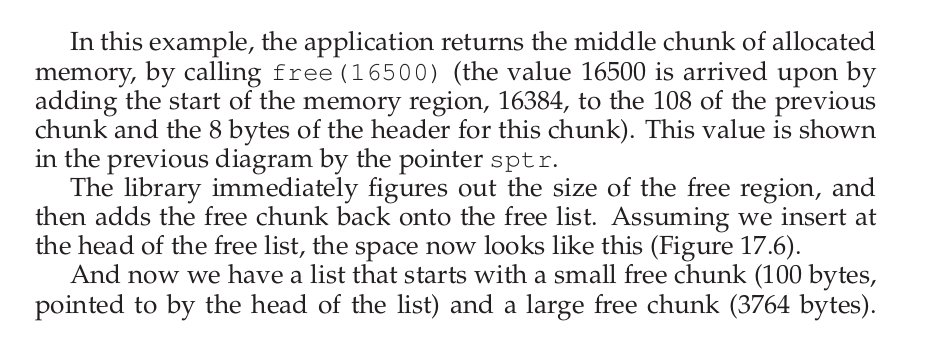 In this example, the application returns the middle chunk of allocated
memory, by calling free(16500) (the value 16500 is arrived upon by
adding the start of the memory region, 16384, to the 108 of the previous
chunk and the 8 bytes of the header for this chunk). This value is shown
in the previous diagram by the pointer sptr.
The library immediately figures out the size of the free region, and
then adds the free chunk back onto the free list. Assuming we insert at
the head of the free list, the space now looks like this (Figure 17.6).
And now we have a list that starts with a small free chunk (100 bytes,
pointed to by the head of the list) and a large free chunk (3764 bytes).